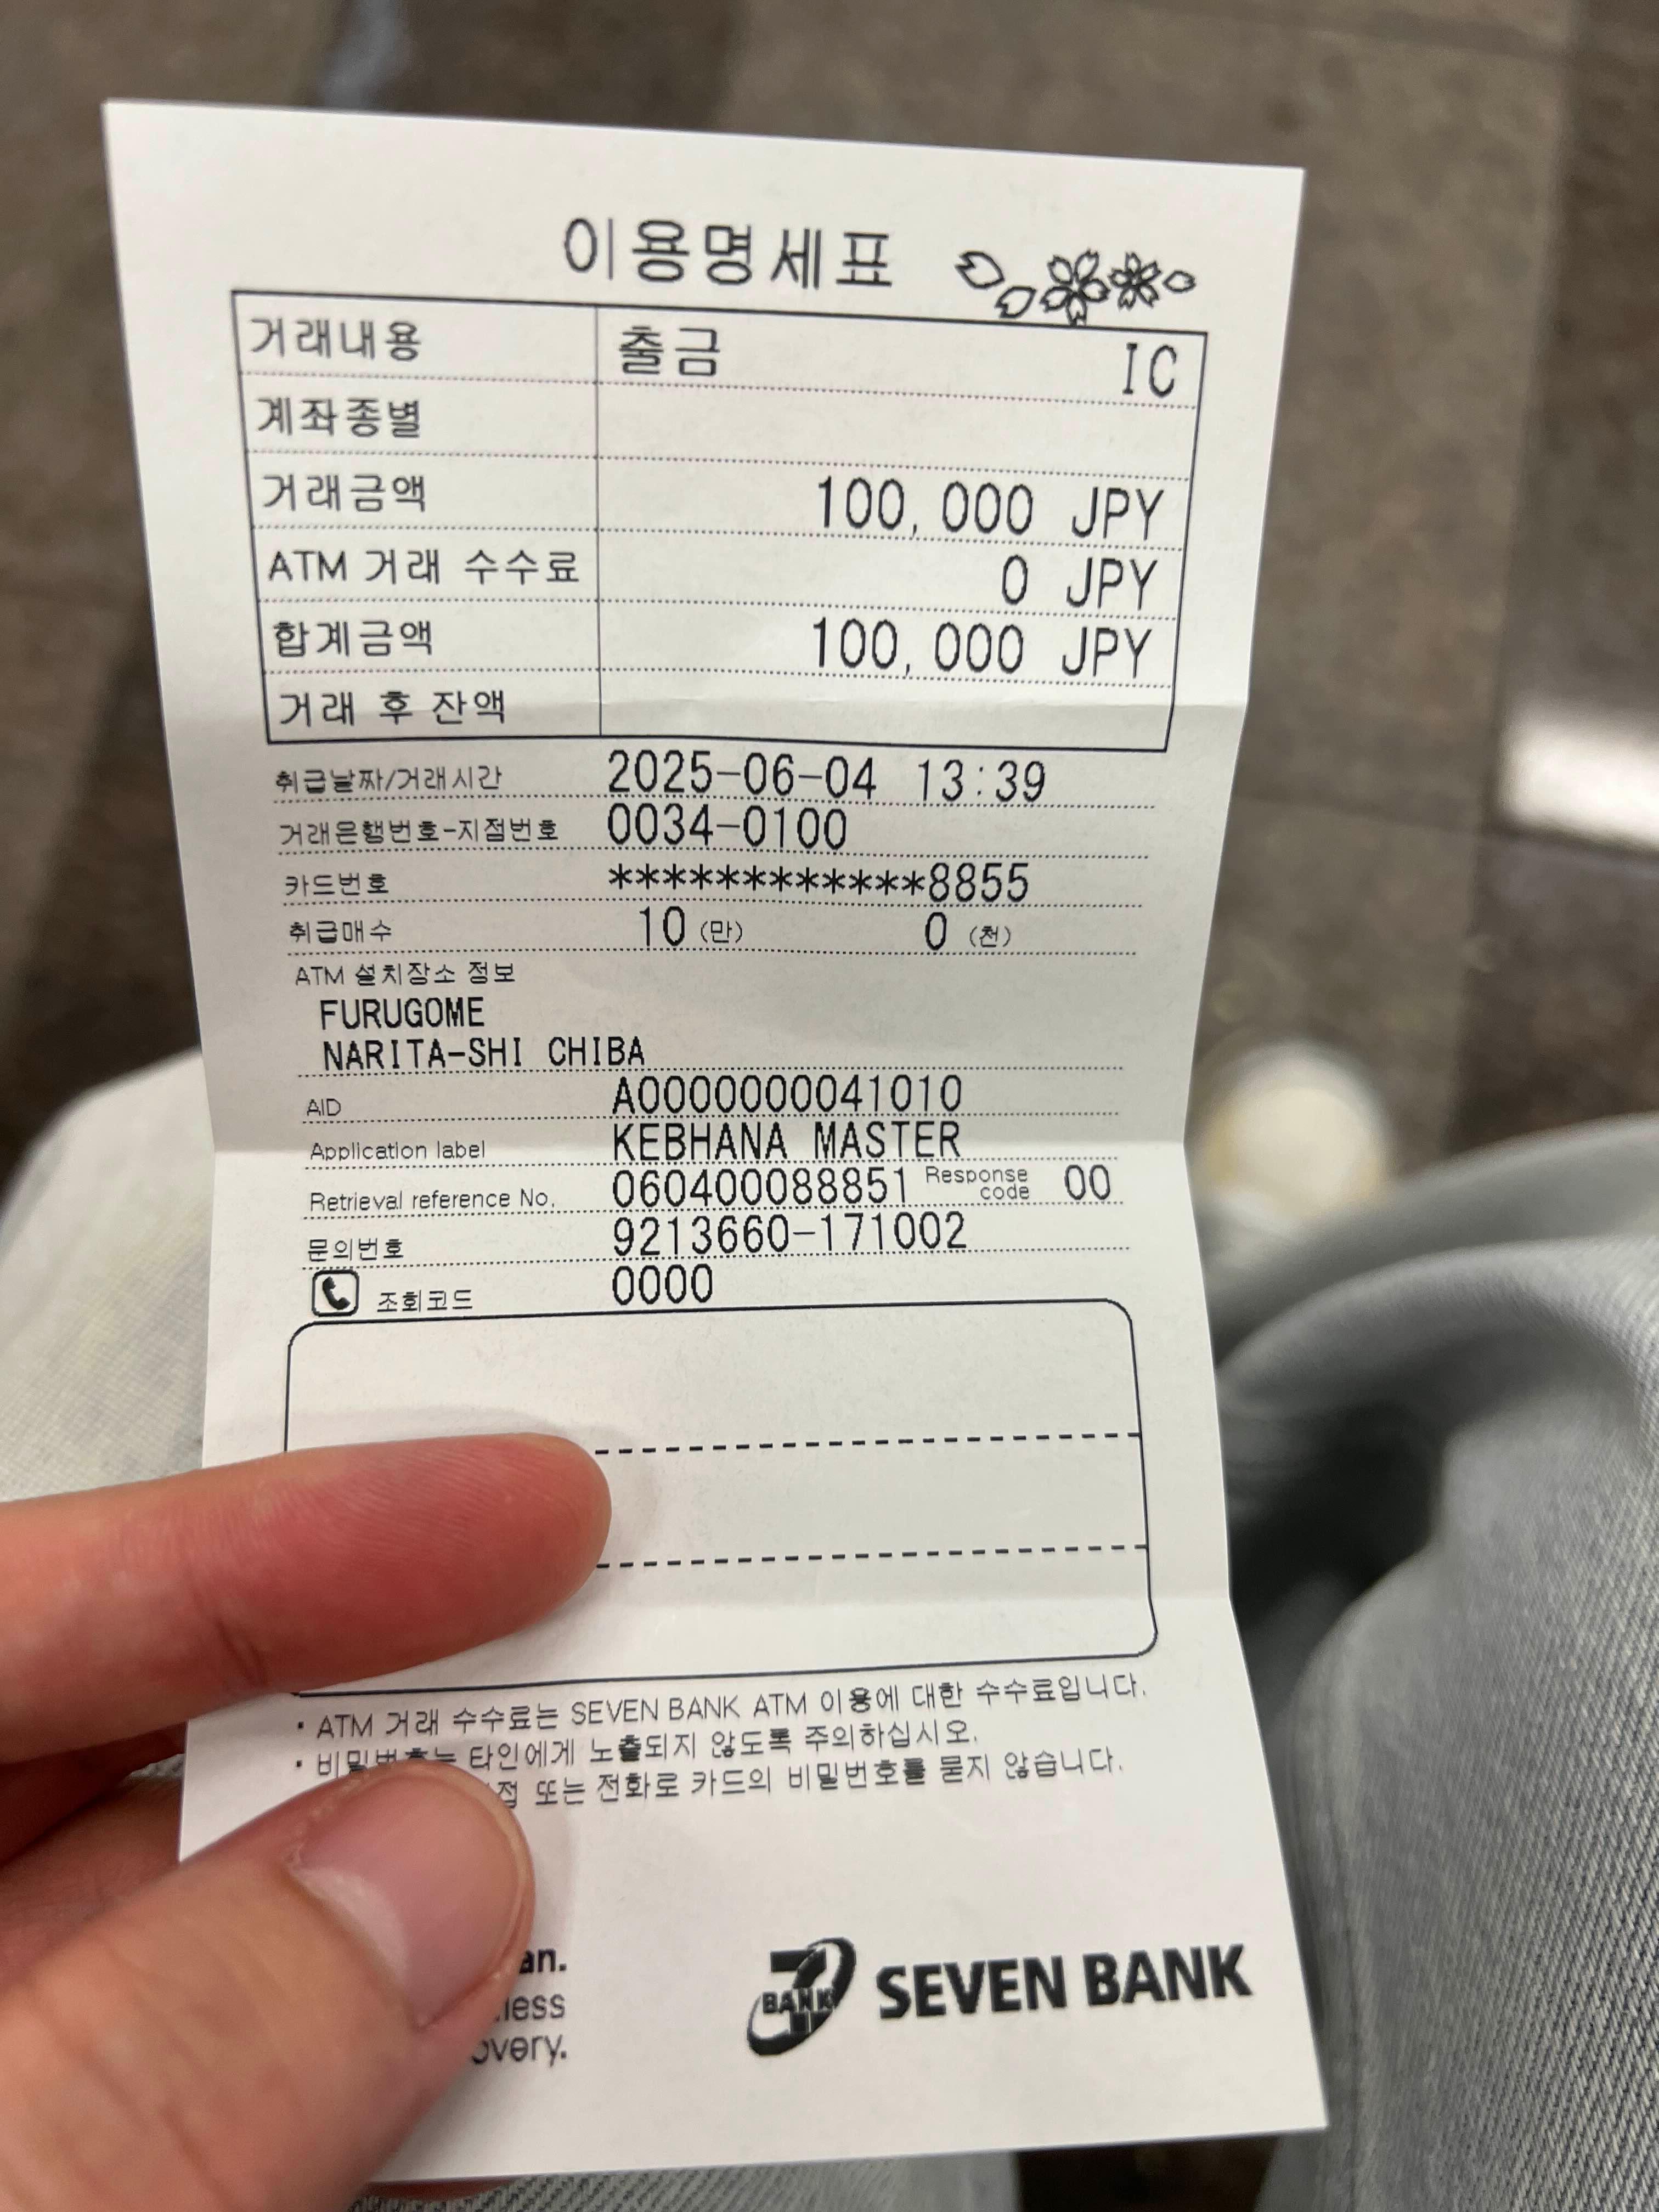 이용명세표
거래내용 출금 IC
계좌종별
거래금액 100,000 JPY
ATM 거래 수수료 0 JPY
합계금액 100,000 JPY
거래 후 잔액
취급날짜/거래시간 2025-06-04 13:39
거래은행번호-지점번호 0034-0100
카드번호 ************8855
취급매수 10 (만) 0 (천)
ATM 설치장소 정보
FURUGOME
NARITA-SHI CHIBA
AID A0000000041010
Application label KEBHANA MASTER
Retrieval reference No. 060400088851 Response code 00
문의번호 9213660-171002
조회코드 0000
· ATM 거래 수수료는 SEVEN BANK ATM 이용에 대한 수수료입니다.
· 비밀번호는 타인에게 노출되지 않도록 주의하십시오.
또는 전화로 카드의 비밀번호를 묻지 않습니다.
BANK SEVEN BANK